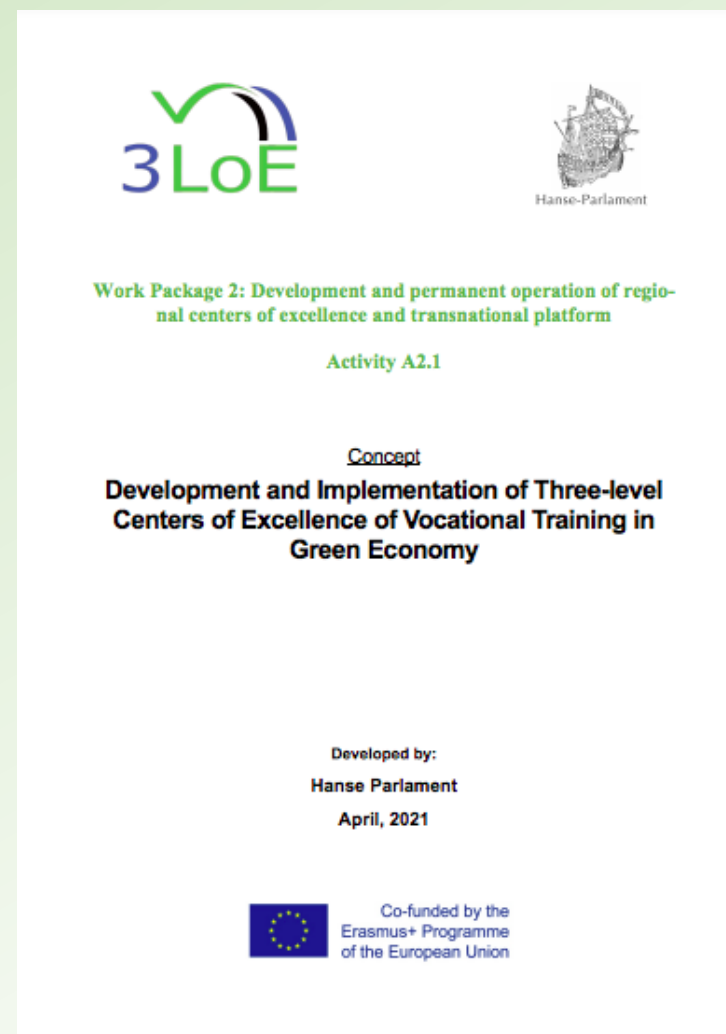 3LoE
Hanse-Parlament
Work Package 2: Development and permanent operation of regio-
nal centers of excellence and transnational platform
Activity A2.1
Concept
Development and Implementation of Three-level
Centers of Excellence of Vocational Training in
Green Economy
Developed by:
Hanse Parlament
April, 2021
Co-funded by the
Erasmus+ Programme
of the European Union